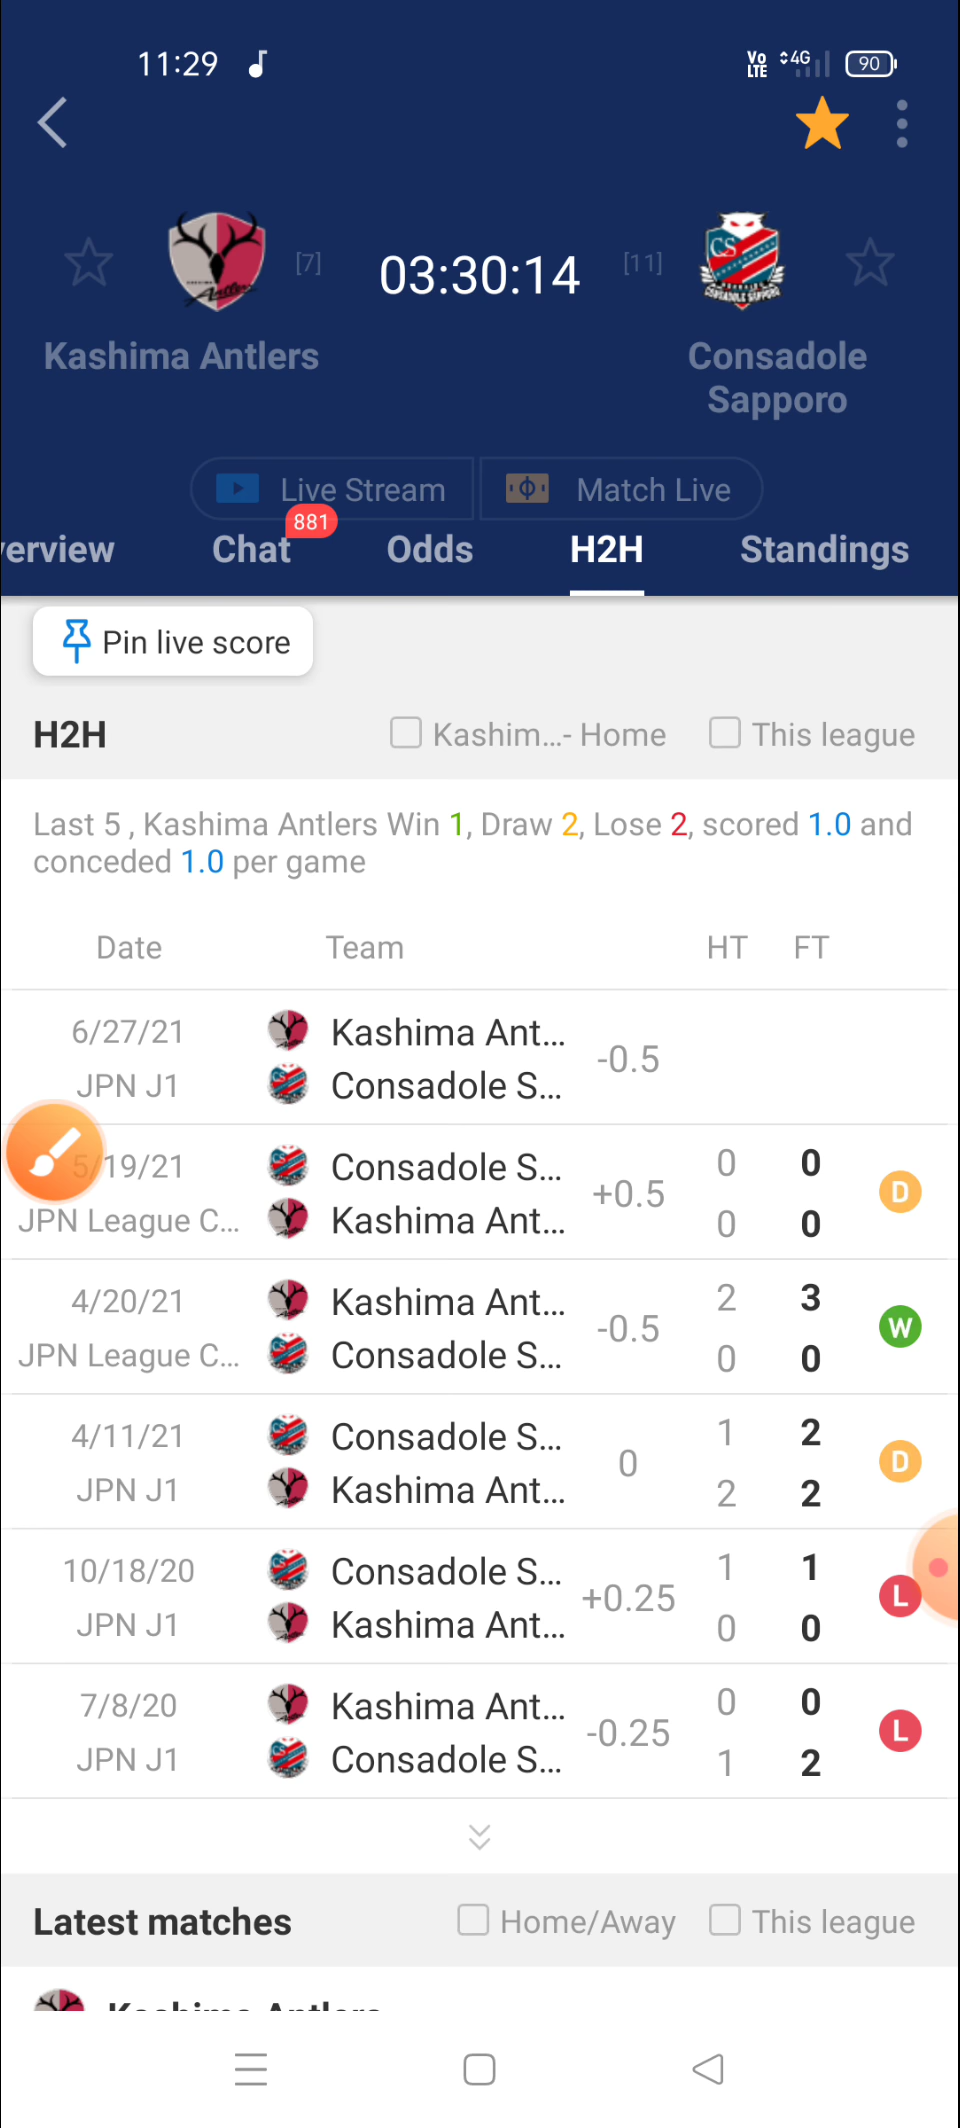 11:29
Vo LTE 4G 90
[7] 03:30:14 [11]
Kashima Antlers
Consadole Sapporo
Live Stream Match Live
881
verview Chat Odds H2H Standings
Pin live score
H2H Kashim...- Home This league
Last 5 , Kashima Antlers Win 1, Draw 2, Lose 2, scored 1.0 and
conceded 1.0 per game
Date Team HT FT
6/27/21 Kashima Ant...
-0.5
JPN J1 Consadole S...
5/19/21 Consadole S... 0 0
+0.5 D
JPN League C... Kashima Ant... 0 0
4/20/21 Kashima Ant... 2 3
-0.5 W
JPN League C... Consadole S... 0 0
4/11/21 Consadole S... 1 2
0 D
JPN J1 Kashima Ant... 2 2
10/18/20 Consadole S... 1 1
+0.25 L
JPN J1 Kashima Ant... 0 0
7/8/20 Kashima Ant... 0 0
-0.25 L
JPN J1 Consadole S... 1 2
Latest matches Home/Away This league
Kashima Antlers